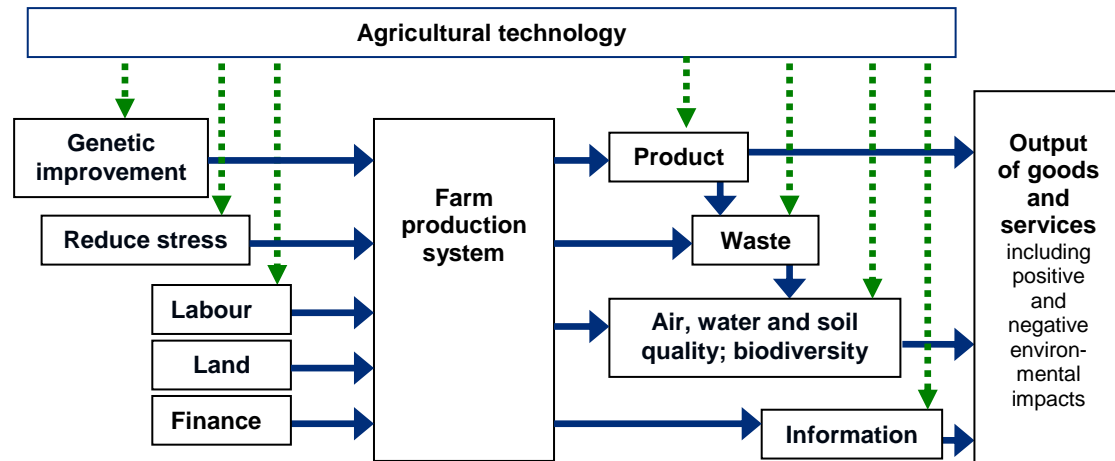 Agricultural technology
Genetic
improvement
Reduce stress
Labour
Land
Finance
Farm
production
system
Product
Waste
Air, water and soil
quality; biodiversity
Information
Output
of goods
and
services
including
positive
and
negative
environ-
mental
impacts